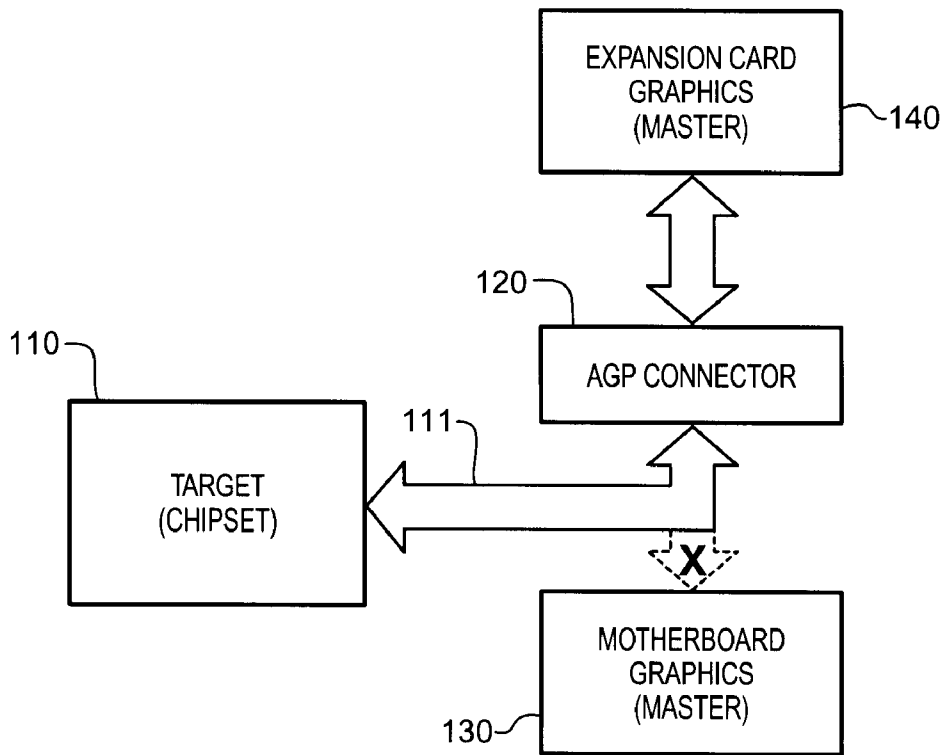 EXPANSION CARD
GRAPHICS
(MASTER)
140
120
AGP CONNECTOR
110
111
TARGET
(CHIPSET)
X
MOTHERBOARD
GRAPHICS
(MASTER)
130